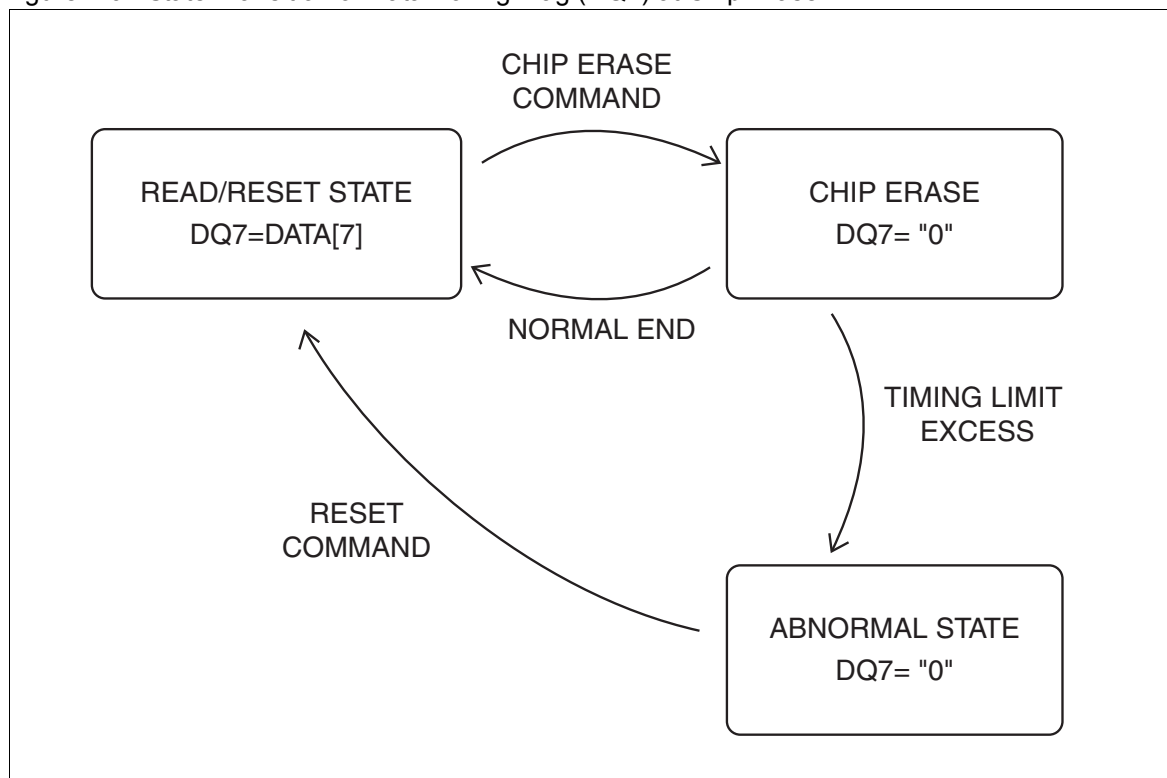 CHIP ERASE
COMMAND
READ/RESET STATE
DQ7=DATA[7]
CHIP ERASE
DQ7= "0"
NORMAL END
TIMING LIMIT
EXCESS
RESET
COMMAND
ABNORMAL STATE
DQ7= "0"